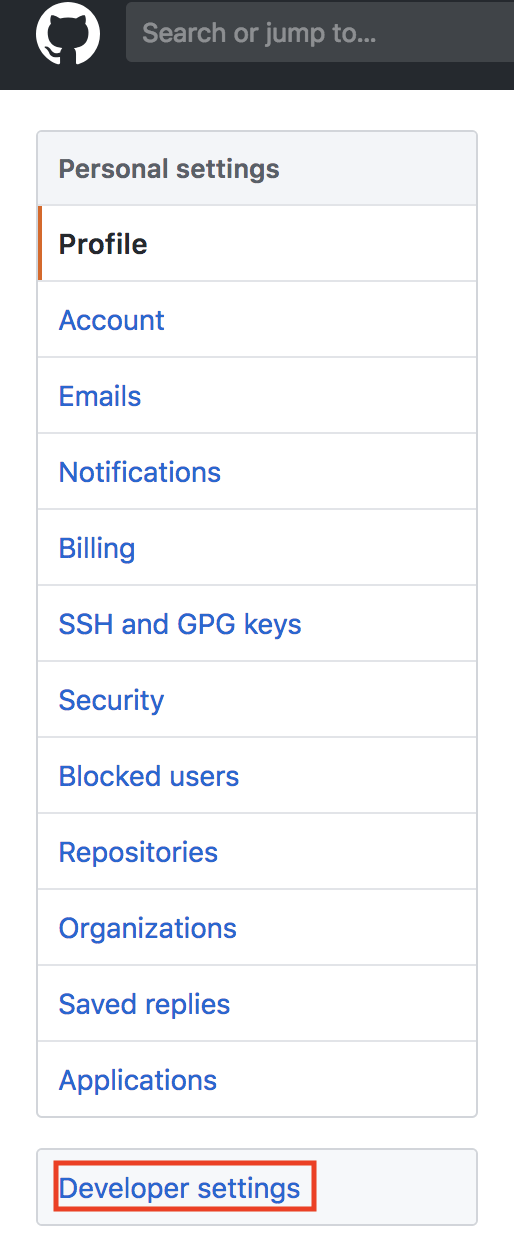 Search or jump to...
Personal settings
Profile
Account
Emails
Notifications
Billing
SSH and GPG keys
Security
Blocked users
Repositories
Organizations
Saved replies
Applications
Developer settings